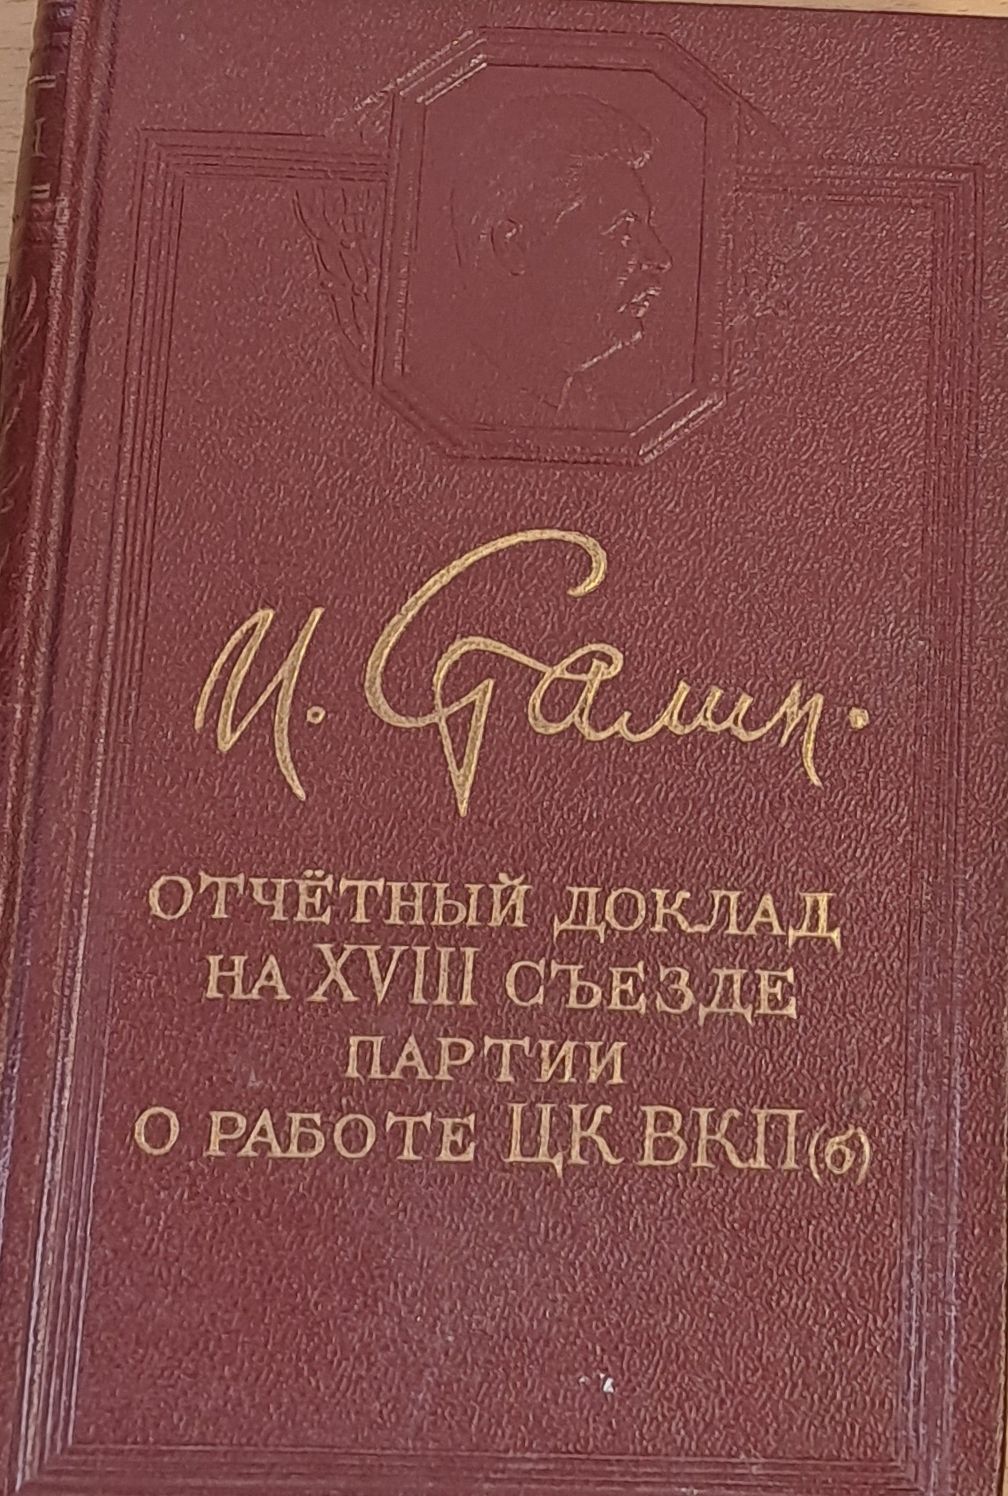 И. Сталин.
ОТЧЁТНЫЙ ДОКЛАД
НА XVIII СЪЕЗДЕ
ПАРТИИ
О РАБОТЕ ЦК ВКП(б)